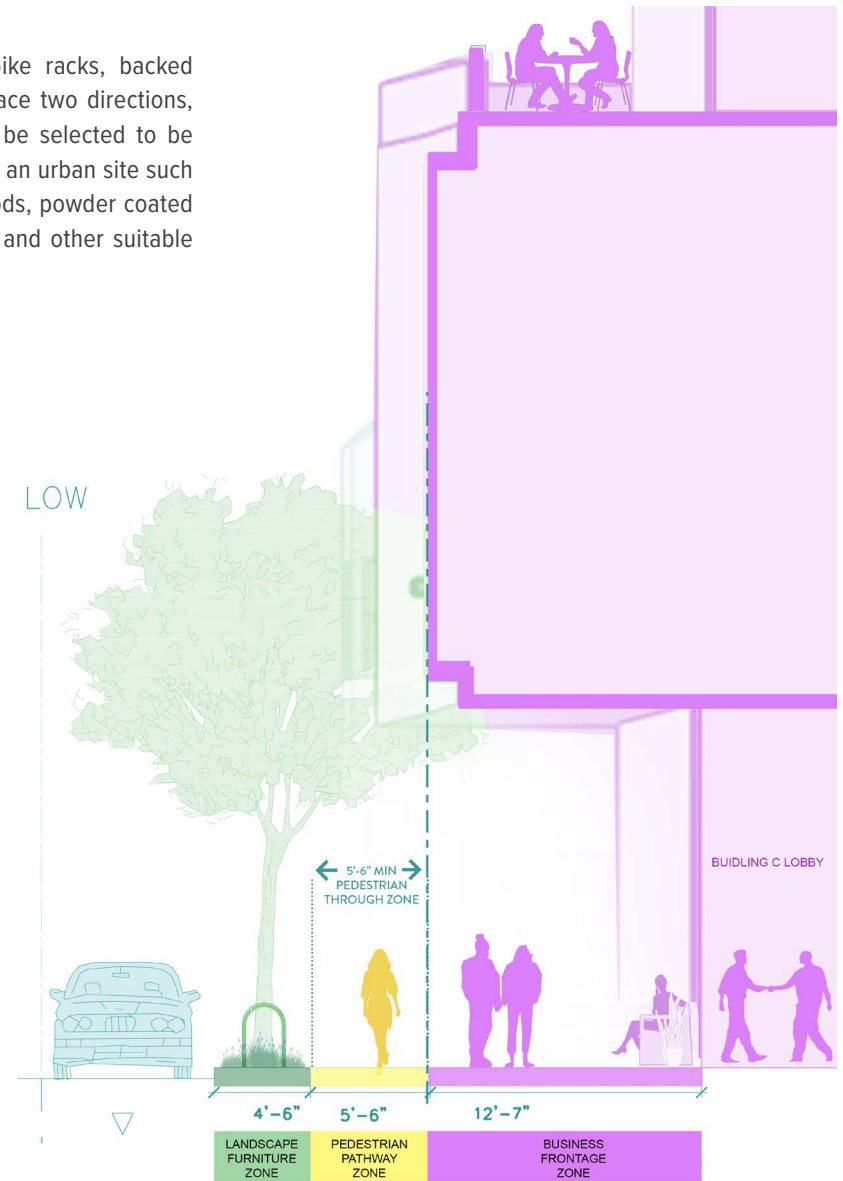 ike racks, backed
ace two directions,
be selected to be
an urban site such
ds, powder coated
and other suitable
LOW
5'-6" MIN
PEDESTRIAN
THROUGH ZONE
BUIDLING C LOBBY
4'-6"
5'-6"
12'-7"
LANDSCAPE
FURNITURE
ZONE
PEDESTRIAN
PATHWAY
ZONE
BUSINESS
FRONTAGE
ZONE